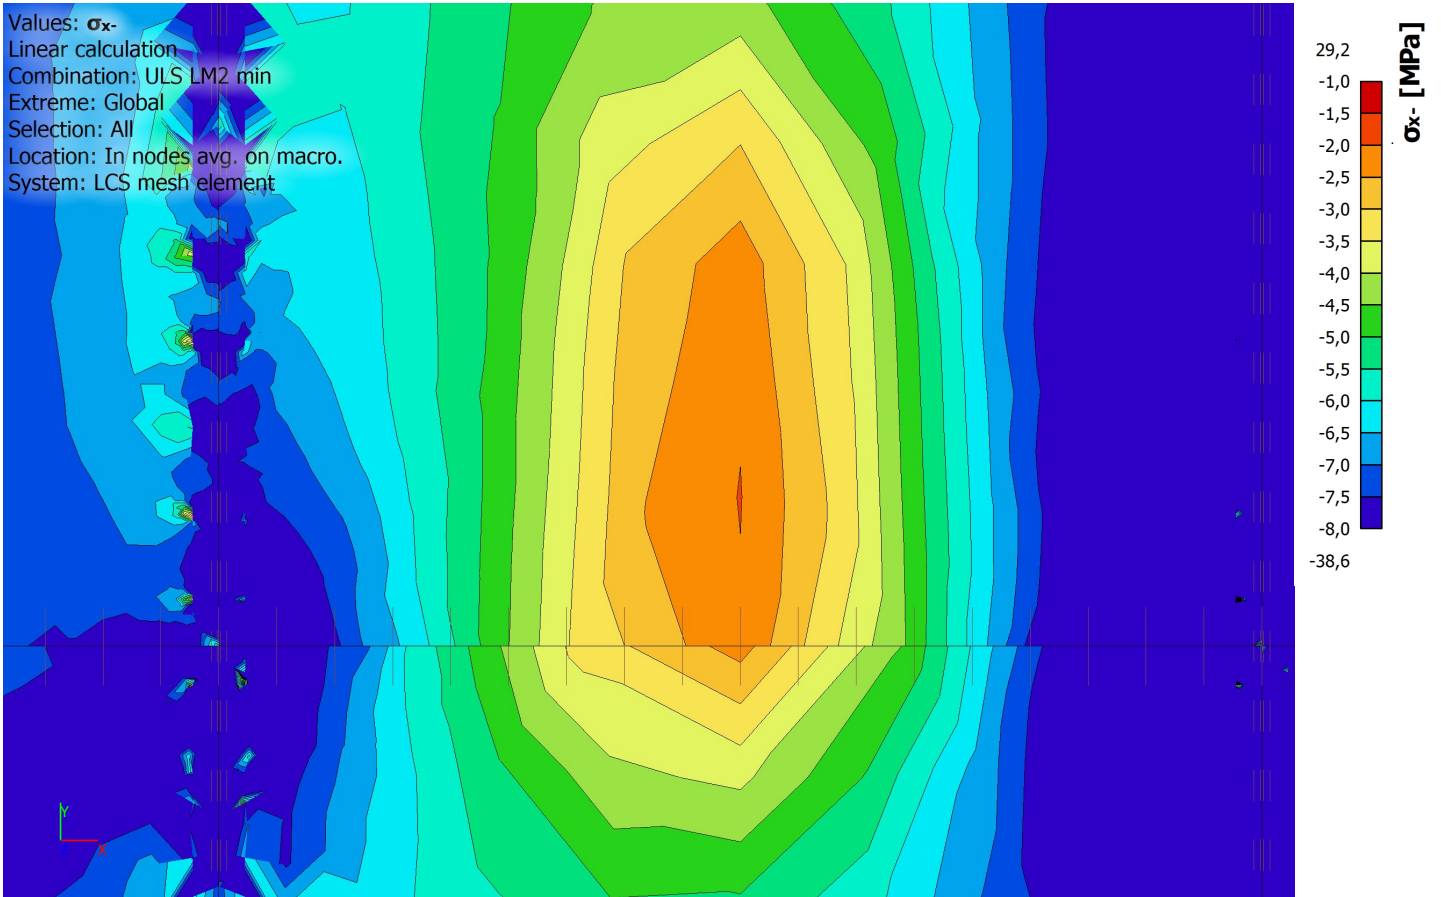 Values: σx-
Linear calculation
Combination: ULS LM2 min
Extreme: Global
Selection: All
Location: In nodes avg. on macro.
System: LCS mesh element
Y
X
Z
29,2
-1,0
-1,5
-2,0
-2,5
-3,0
-3,5
-4,0
-4,5
-5,0
-5,5
-6,0
-6,5
-7,0
-7,5
-8,0
-38,6
σx- [MPa]